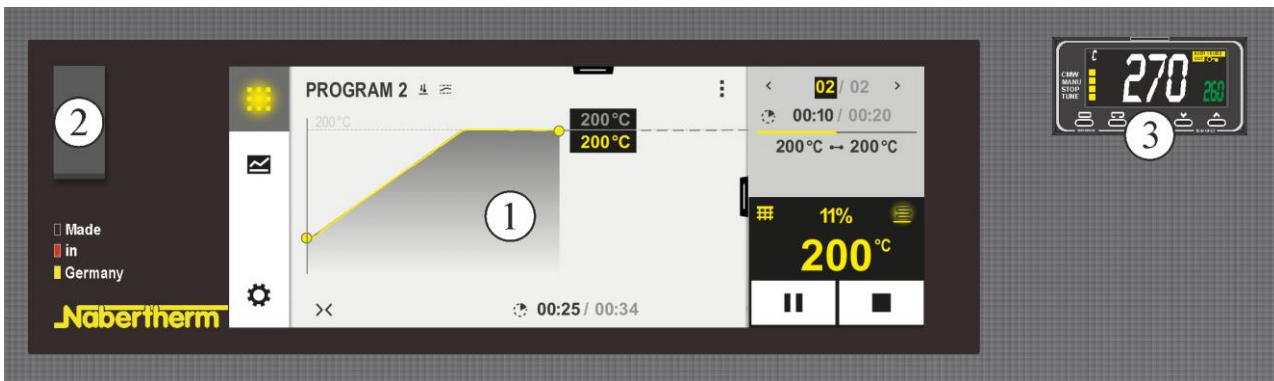 2
Made
in
Germany
Nabertherm
PROGRAM 2
200°C
200°C
200°C
1
00:25 / 00:34
02 / 02
00:10 / 00:20
200°C ↔ 200°C
11%
200°C
C
CMW
MANU
STOP
TUNE
270
260
3